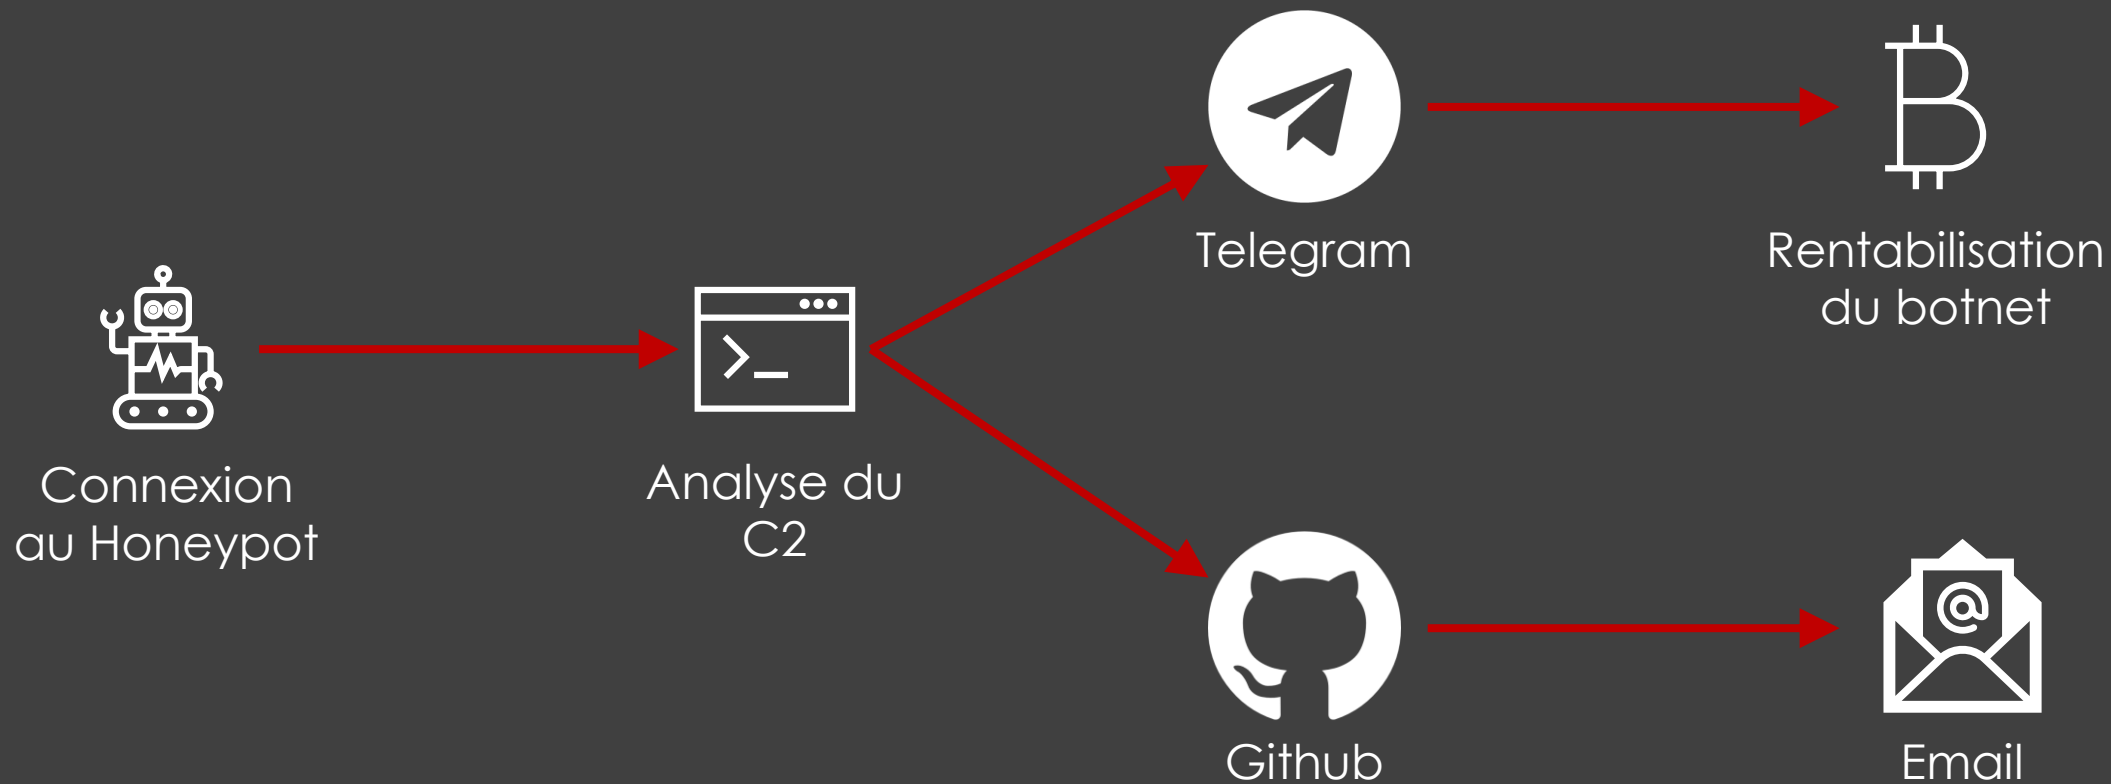 Connexion
au Honeypot
Analyse du
C2
Telegram
Rentabilisation
du botnet
Github
Email